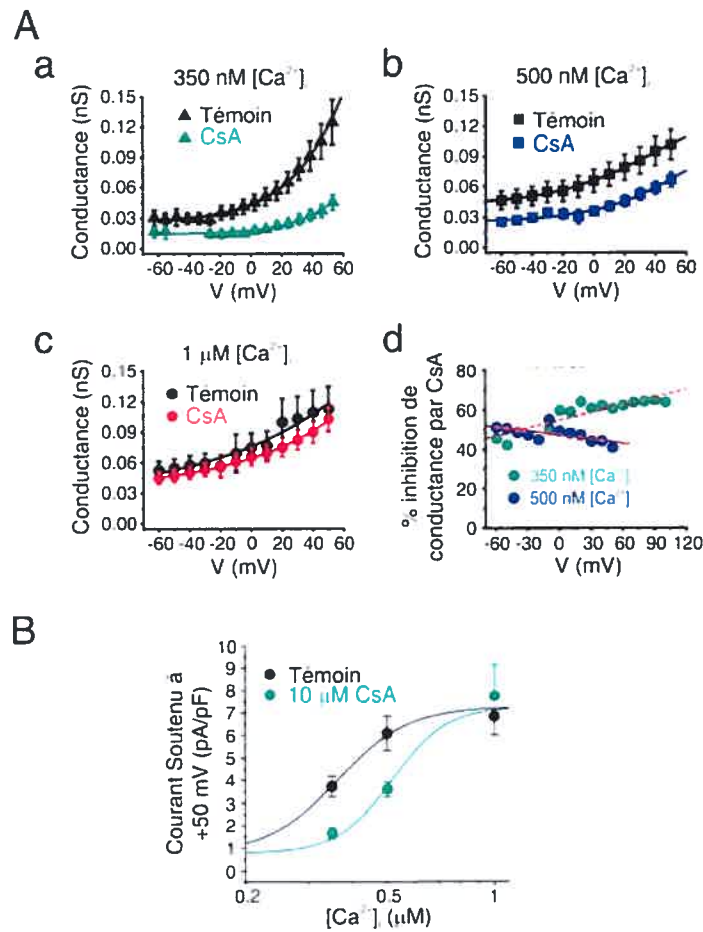 A
a
350 nM [Ca²⁺]
Conductance (nS)
0.15
0.12
0.09
0.06
0.03
0.00
Témoin
CsA
-60 -40 -20 0 20 40 60
V (mV)
b
500 nM [Ca²⁺]
Conductance (nS)
0.15
0.12
0.09
0.06
0.03
0.00
Témoin
CsA
-60 -40 -20 0 20 40 60
V (mV)
c
1 µM [Ca²⁺]
Conductance (nS)
0.15
0.12
0.09
0.06
0.03
0.00
Témoin
CsA
-60 -40 -20 0 20 40 60
V (mV)
d
% inhibition de
conductance par CsA
80
60
40
20
0
350 nM [Ca²⁺]
500 nM [Ca²⁺]
-60 -30 0 30 60 90 120
V (mV)
B
Courant Soutenu à
+50 mV (pA/pF)
10
9
8
7
6
5
4
3
2
1
0
Témoin
10 µM CsA
0.2 0.5 1
[Ca²⁺]ᵢ (µM)